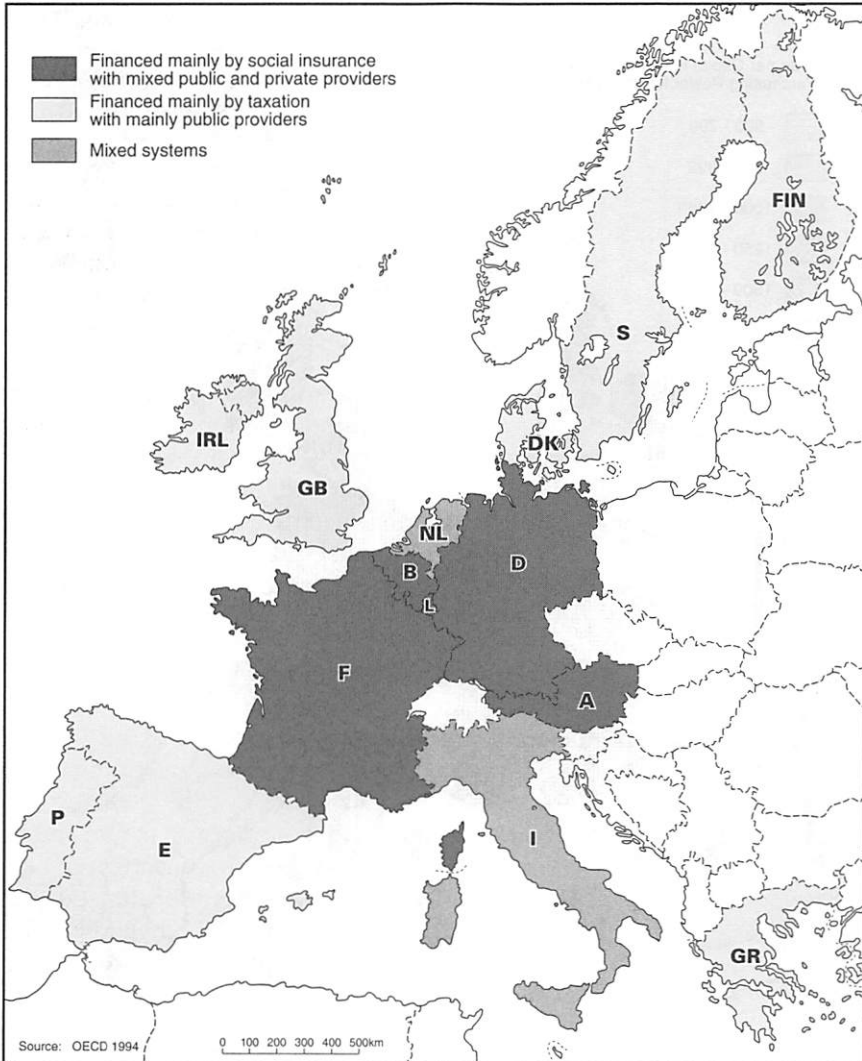 Financed mainly by social insurance
with mixed public and private providers
Financed mainly by taxation
with mainly public providers
Mixed systems
FIN
S
IRL
DK
GB
NL
B
D
L
F
A
P
E
I
GR
Source: OECD 1994
0 100 200 300 400 500km